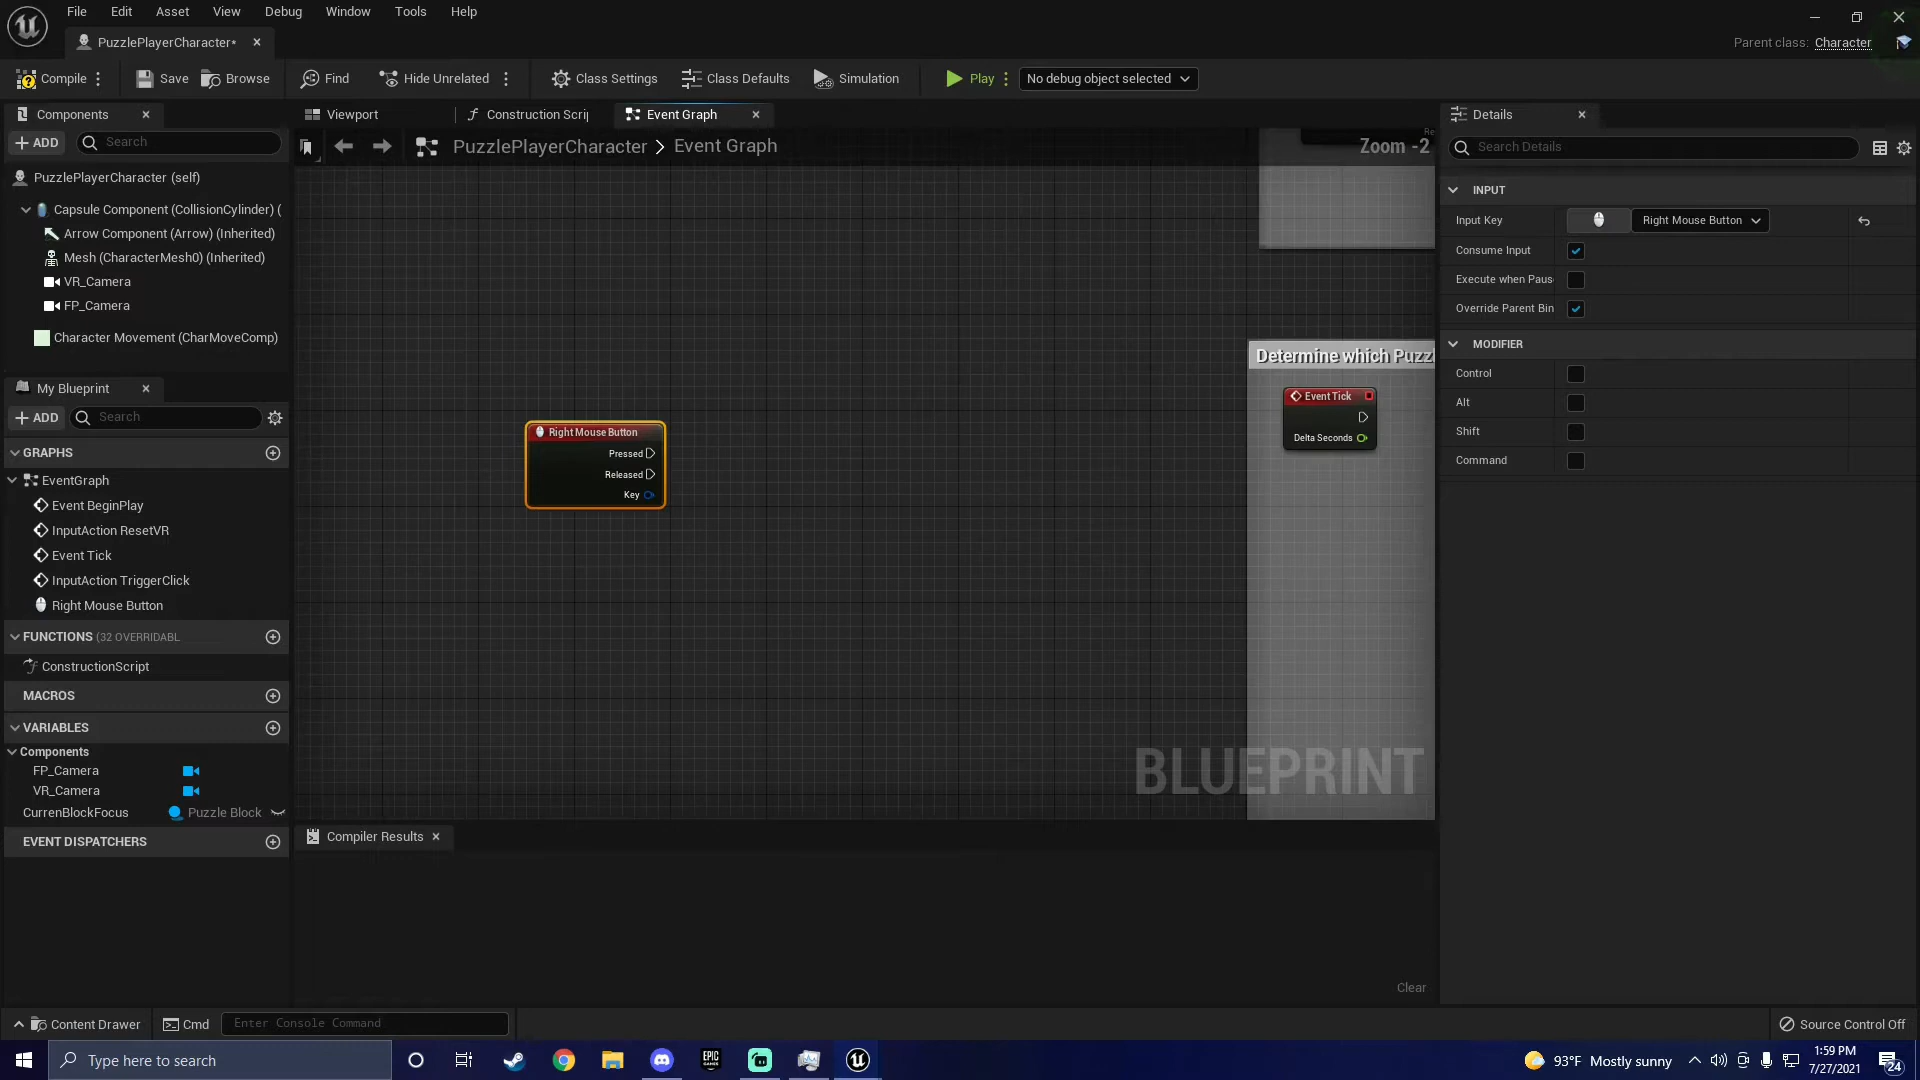 File Edit Asset View Debug Window Tools Help
PuzzlePlayerCharacter*
Parent class: Character
Compile Save Browse Find Hide Unrelated Class Settings Class Defaults Simulation Play No debug object selected
Components
ADD Search
PuzzlePlayerCharacter (self)
Capsule Component (CollisionCylinder) (
Arrow Component (Arrow) (Inherited)
Mesh (CharacterMesh0) (Inherited)
VR_Camera
FP_Camera
Character Movement (CharMoveComp)
My Blueprint
ADD Search
GRAPHS
EventGraph
Event BeginPlay
InputAction ResetVR
Event Tick
InputAction TriggerClick
Right Mouse Button
FUNCTIONS (32 OVERRIDABL
ConstructionScript
MACROS
VARIABLES
Components
FP_Camera
VR_Camera
CurrenBlockFocus Puzzle Block
EVENT DISPATCHERS
Viewport Construction Scrip Event Graph
PuzzlePlayerCharacter > Event Graph
Re
Zoom -2
Right Mouse Button
Pressed
Released
Key
Determine which Puzzl
Event Tick
Delta Seconds
BLUEPRINT
Compiler Results
Clear
Details
Search Details
INPUT
Input Key Right Mouse Button
Consume Input
Execute when Paus
Override Parent Bin
MODIFIER
Control
Alt
Shift
Command
Content Drawer Cmd Enter Console Command Source Control Off
Type here to search
EPIC GAMES
93°F Mostly sunny
1:59 PM
7/27/2021
24